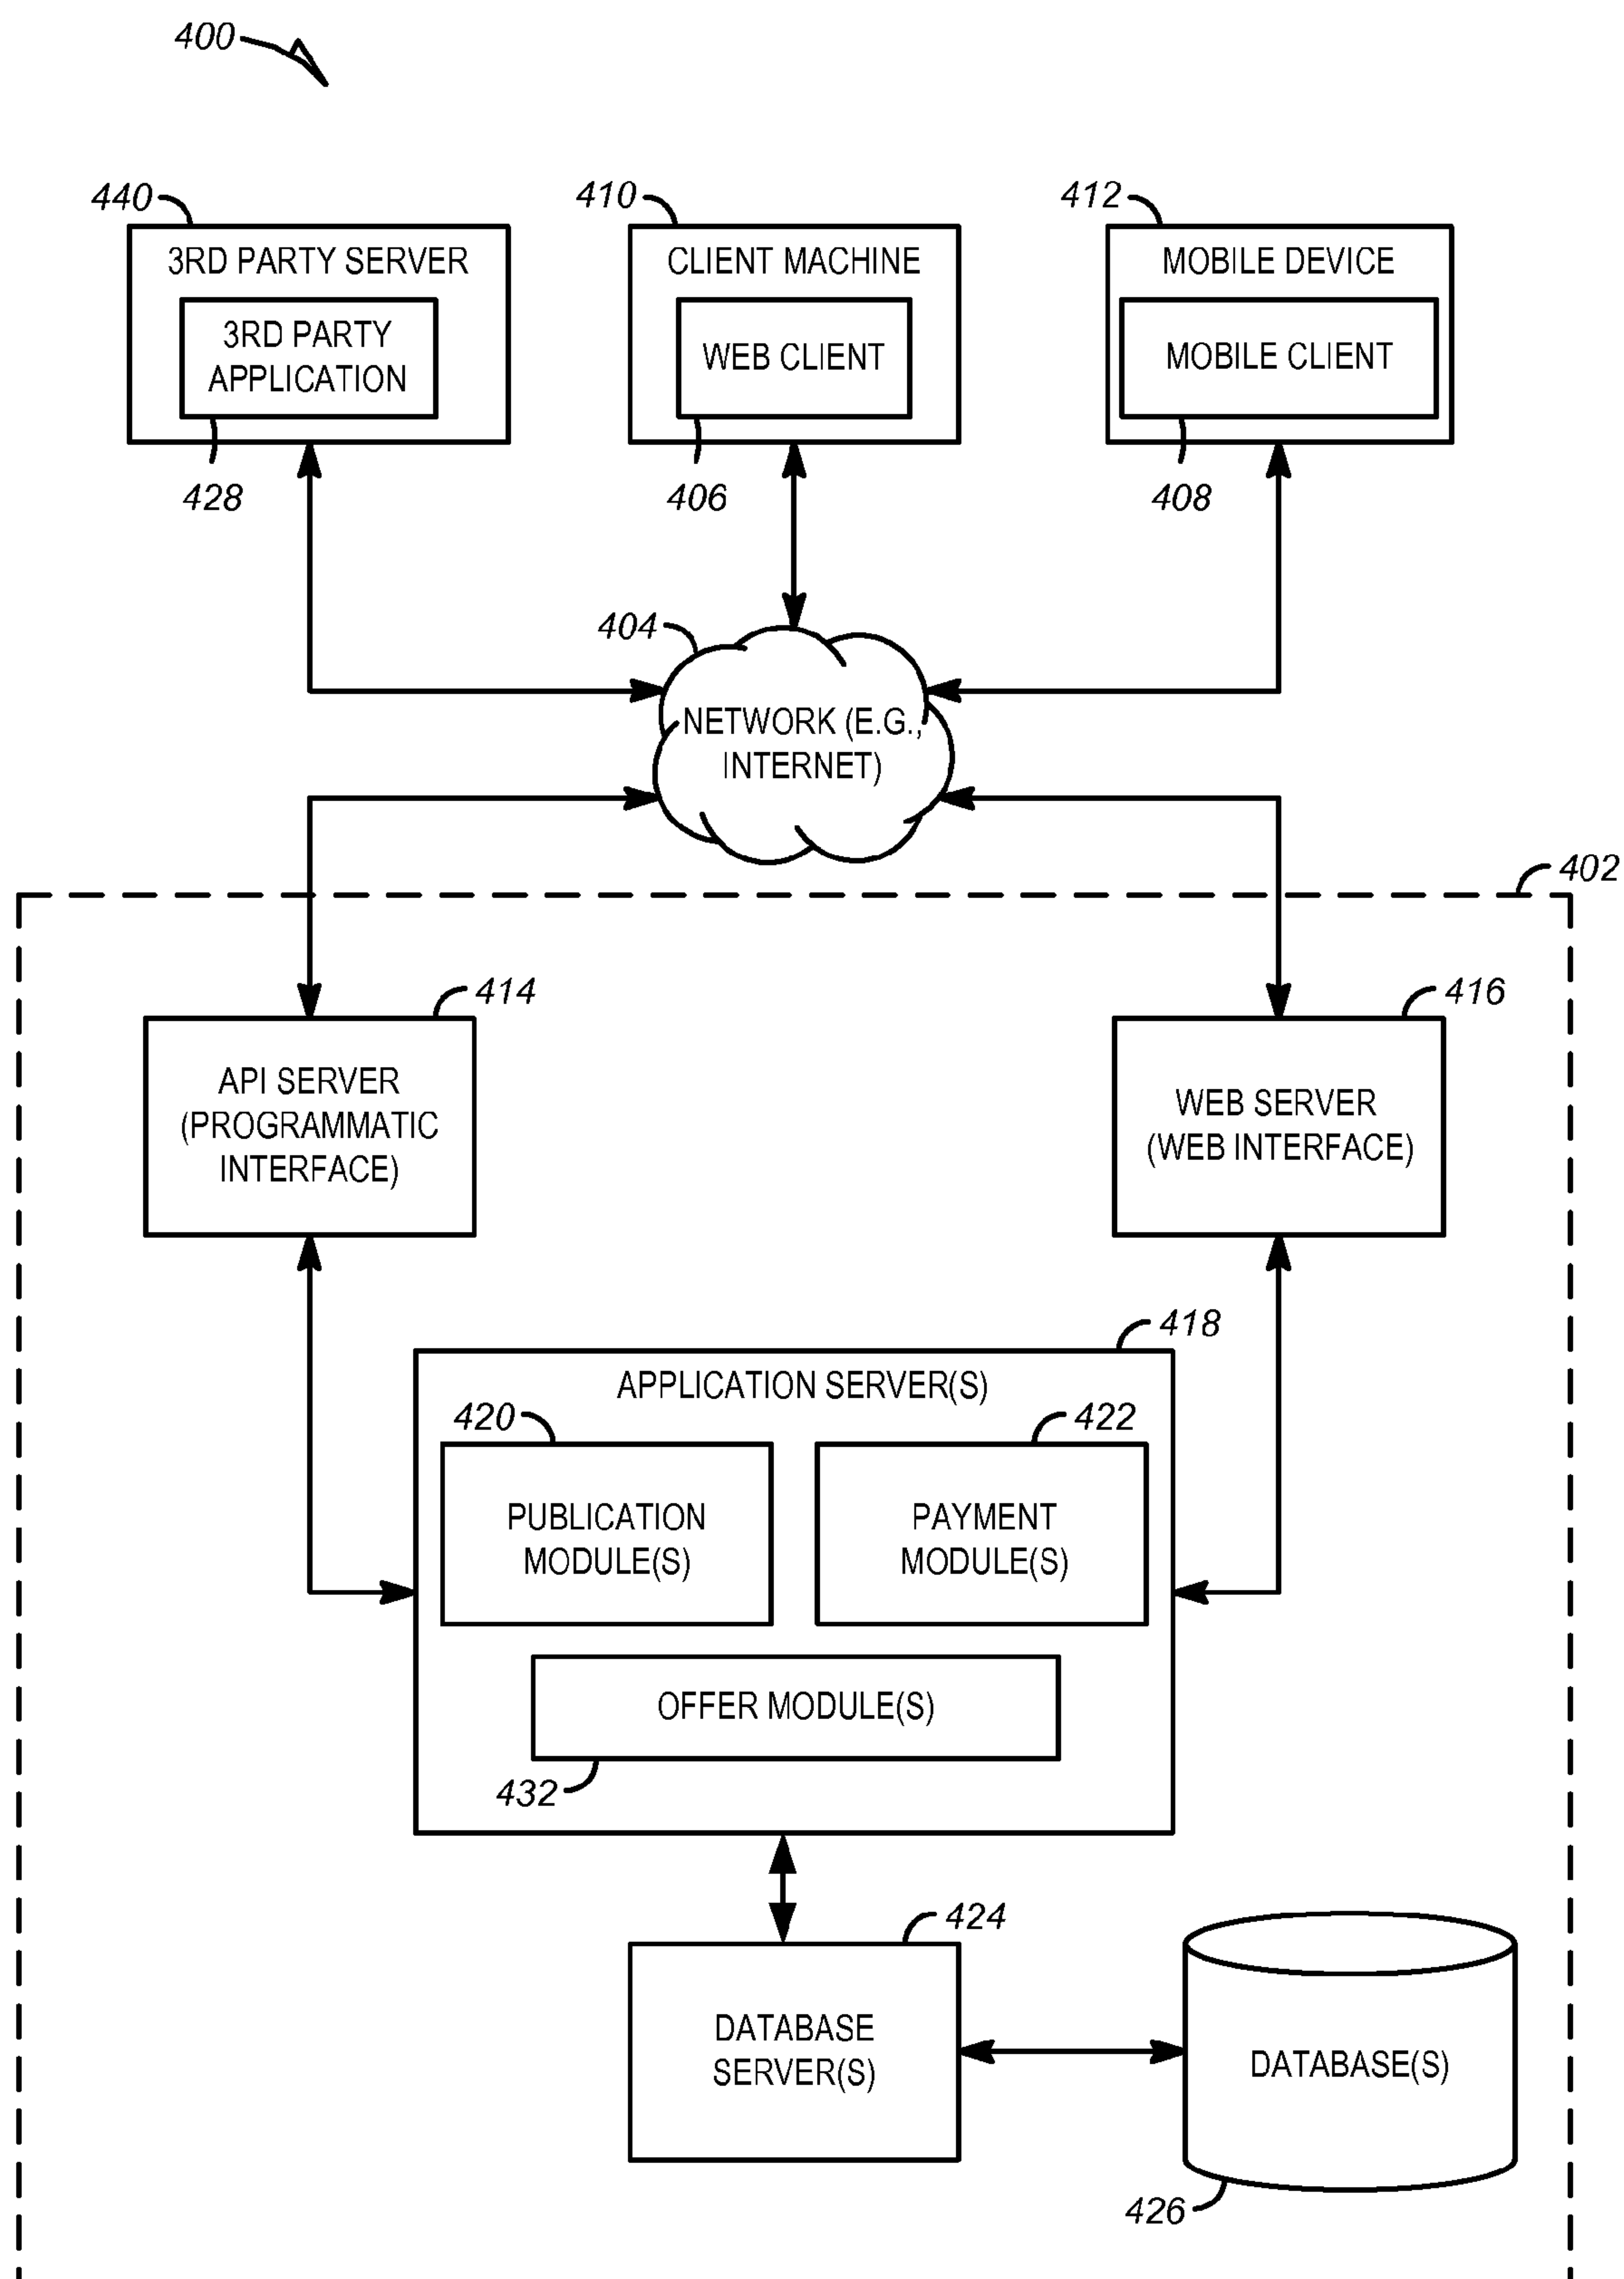 400
440
410
412
3RD PARTY SERVER
CLIENT MACHINE
MOBILE DEVICE
3RD PARTY
APPLICATION
WEB CLIENT
MOBILE CLIENT
428
406
408
404
NETWORK (E.G.,
INTERNET)
402
414
416
API SERVER
(PROGRAMMATIC
INTERFACE)
WEB SERVER
(WEB INTERFACE)
418
APPLICATION SERVER(S)
420
422
PUBLICATION
MODULE(S)
PAYMENT
MODULE(S)
OFFER MODULE(S)
432
424
DATABASE
SERVER(S)
DATABASE(S)
426